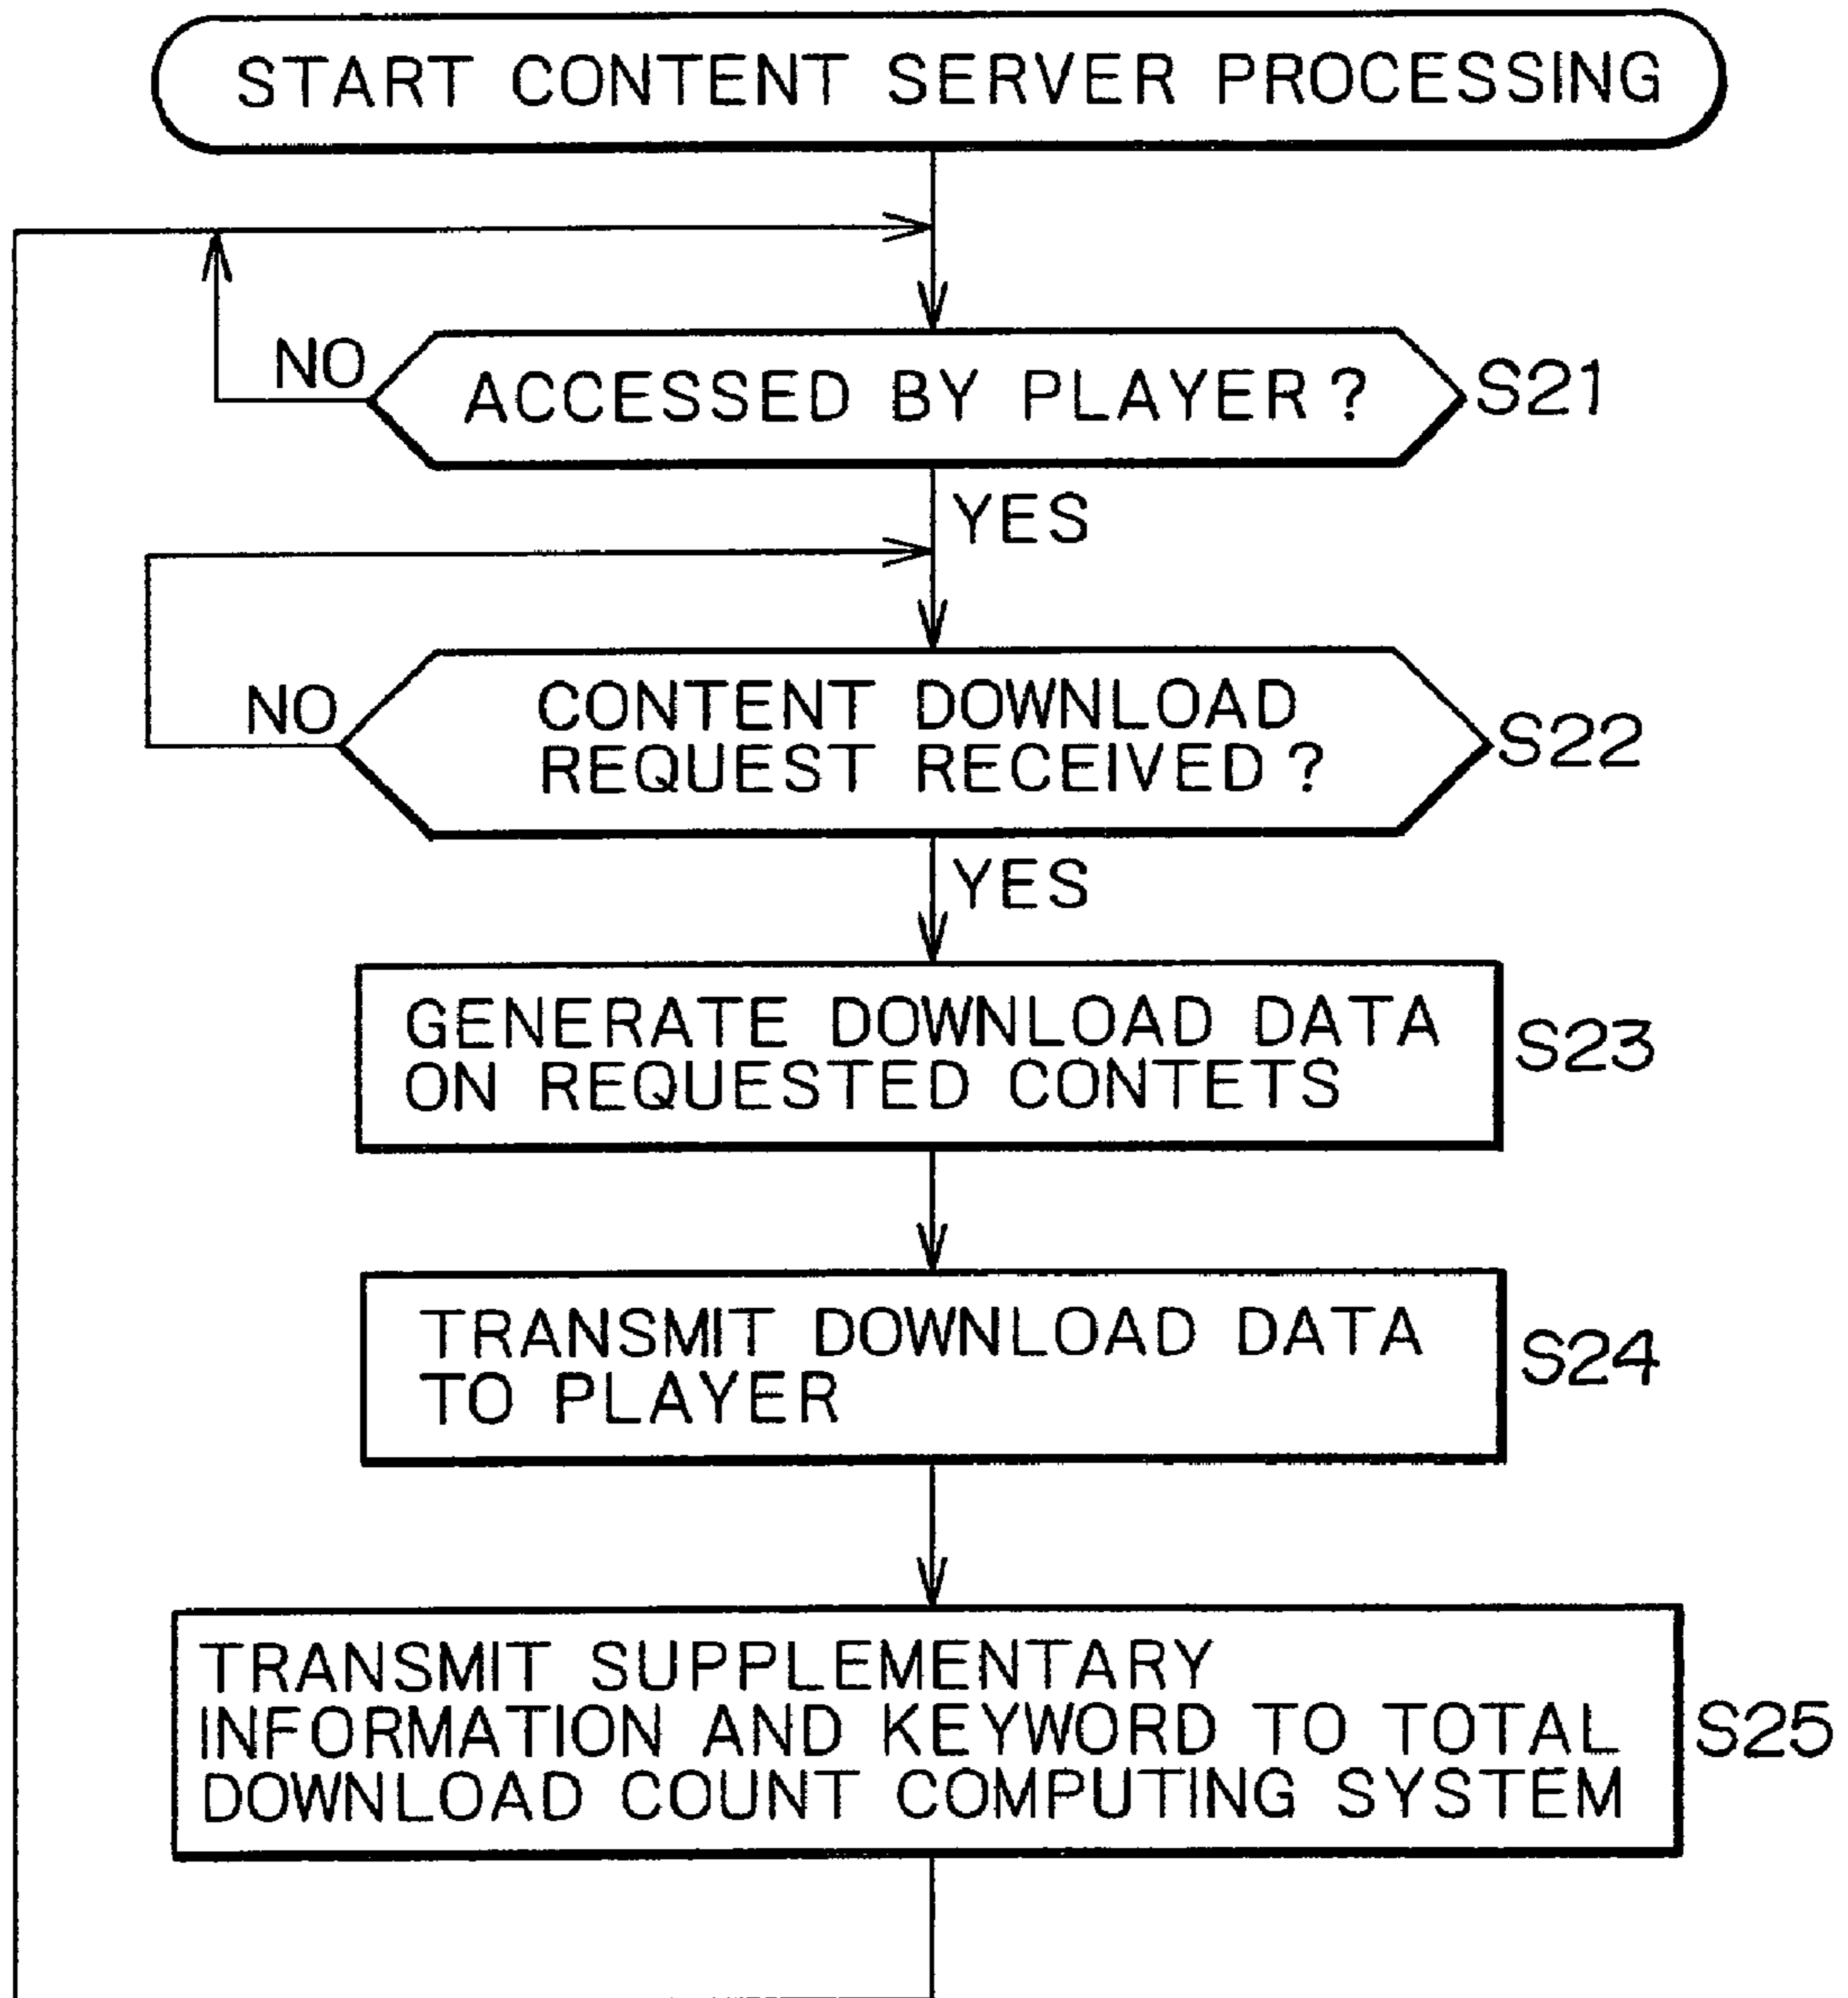 START CONTENT SERVER PROCESSING
NO
ACCESSED BY PLAYER ?
S21
YES
NO
CONTENT DOWNLOAD
REQUEST RECEIVED ?
S22
YES
GENERATE DOWNLOAD DATA
ON REQUESTED CONTETS
S23
TRANSMIT DOWNLOAD DATA
TO PLAYER
S24
TRANSMIT SUPPLEMENTARY
INFORMATION AND KEYWORD TO TOTAL
DOWNLOAD COUNT COMPUTING SYSTEM
S25